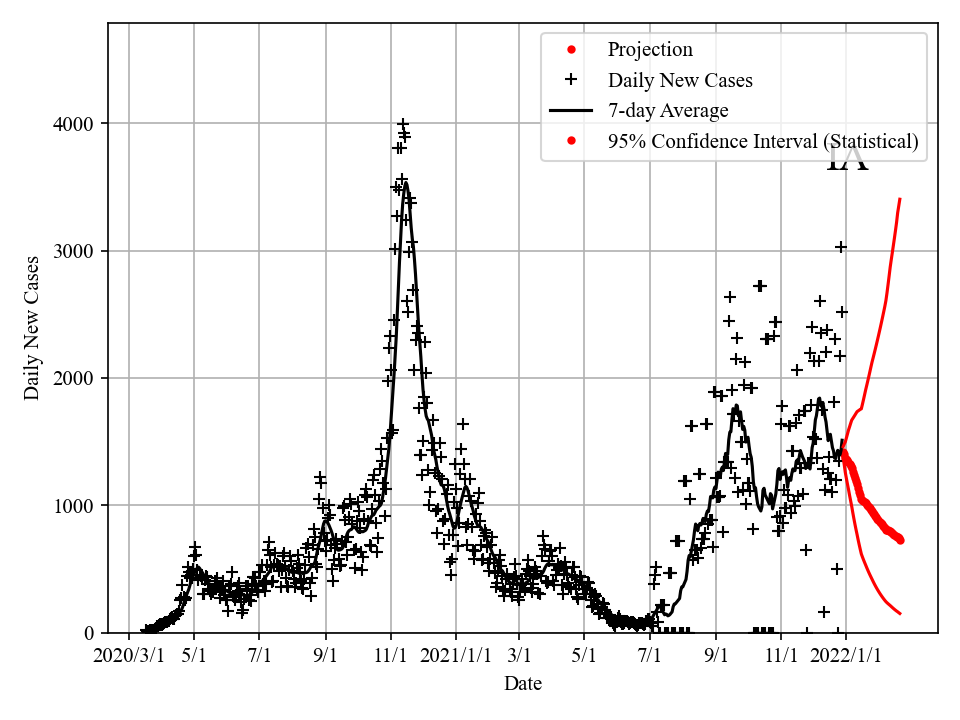 Projection
Daily New Cases
7-day Average
95% Confidence Interval (Statistical)
IA
4000
3000
2000
1000
0
Daily New Cases
2020/3/1 5/1 7/1 9/1 11/1 2021/1/1 3/1 5/1 7/1 9/1 11/1 2022/1/1
Date